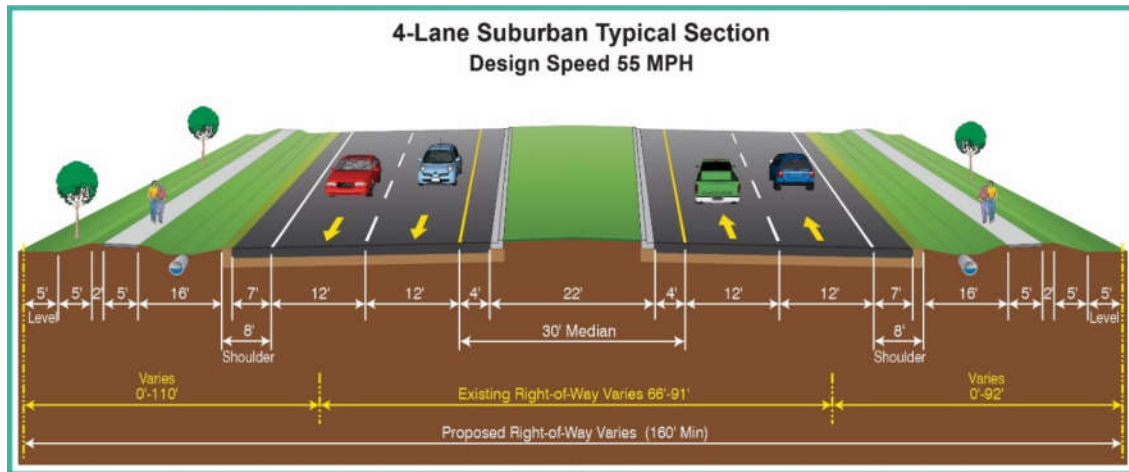 4-Lane Suburban Typical Section
Design Speed 55 MPH
5' 5' 2' 5' 16' 7' 12' 12' 4' 22' 4' 12' 12' 7' 16' 5' 2' 5' 5'
Level Level
8' 30' Median 8'
Shoulder Shoulder
Varies Varies
0'-110' Existing Right-of-Way Varies 66'-91' 0'-92'
Proposed Right-of-Way Varies (160' Min)